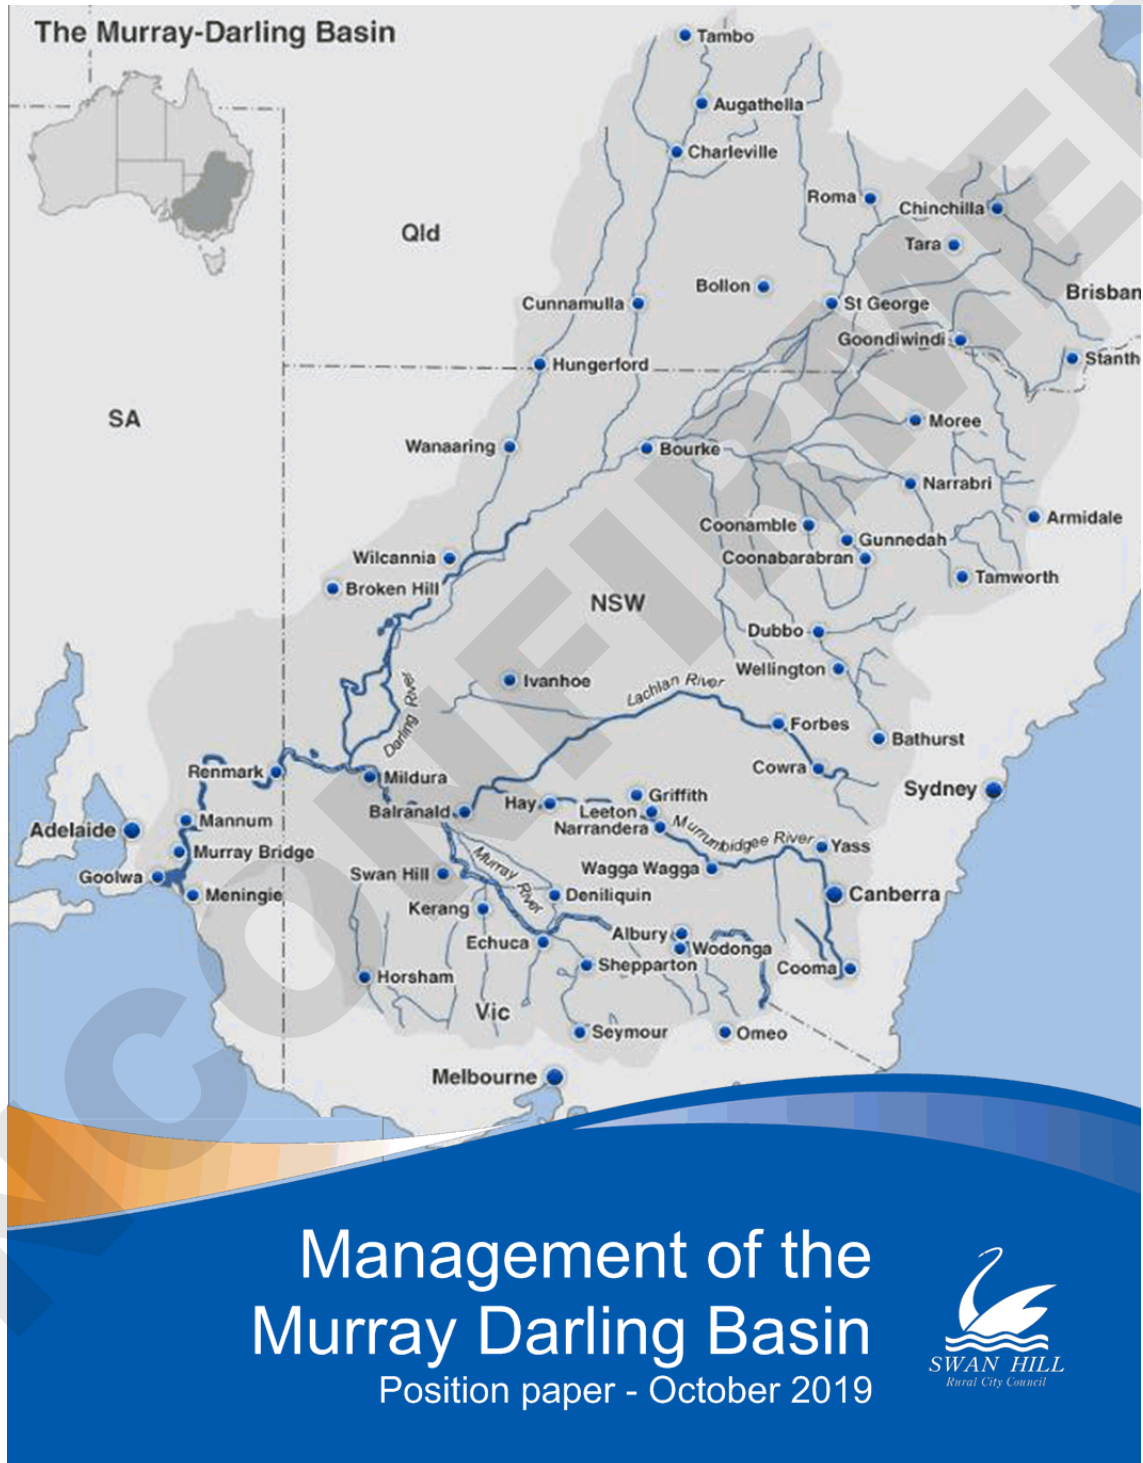 The Murray-Darling Basin
Tambo
Augathella
Charleville
Roma
Chinchilla
Tara
Qld
Bollon
Brisban
Cunnamulla
St George
Goondiwindi
Stanth
Hungerford
SA
Moree
Wanaaring
Bourke
Narrabri
Armidale
Coonamble
Gunnedah
Coonabarabran
Wilcannia
Tamworth
Broken Hill
NSW
Dubbo
Wellington
Ivanhoe
Lachlan River
Darling River
Forbes
Bathurst
Renmark
Mildura
Cowra
Sydney
Hay
Griffith
Balranald
Leeton
Mannum
Narrandera
Murrumbidgee River
Adelaide
Yass
Murray Bridge
Murray River
Swan Hill
Wagga Wagga
Goolwa
Meningie
Deniliquin
Canberra
Kerang
Albury
Echuca
Wodonga
Shepparton
Cooma
Horsham
Vic
Seymour
Omeo
Melbourne
UNCONFIRMED
Management of the
Murray Darling Basin
Position paper - October 2019
SWAN HILL
Rural City Council